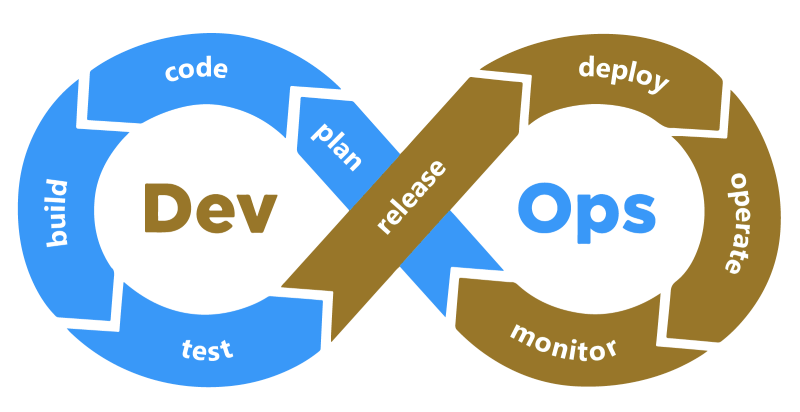 code
deploy
plan
release
build
Dev
Ops
operate
test
monitor